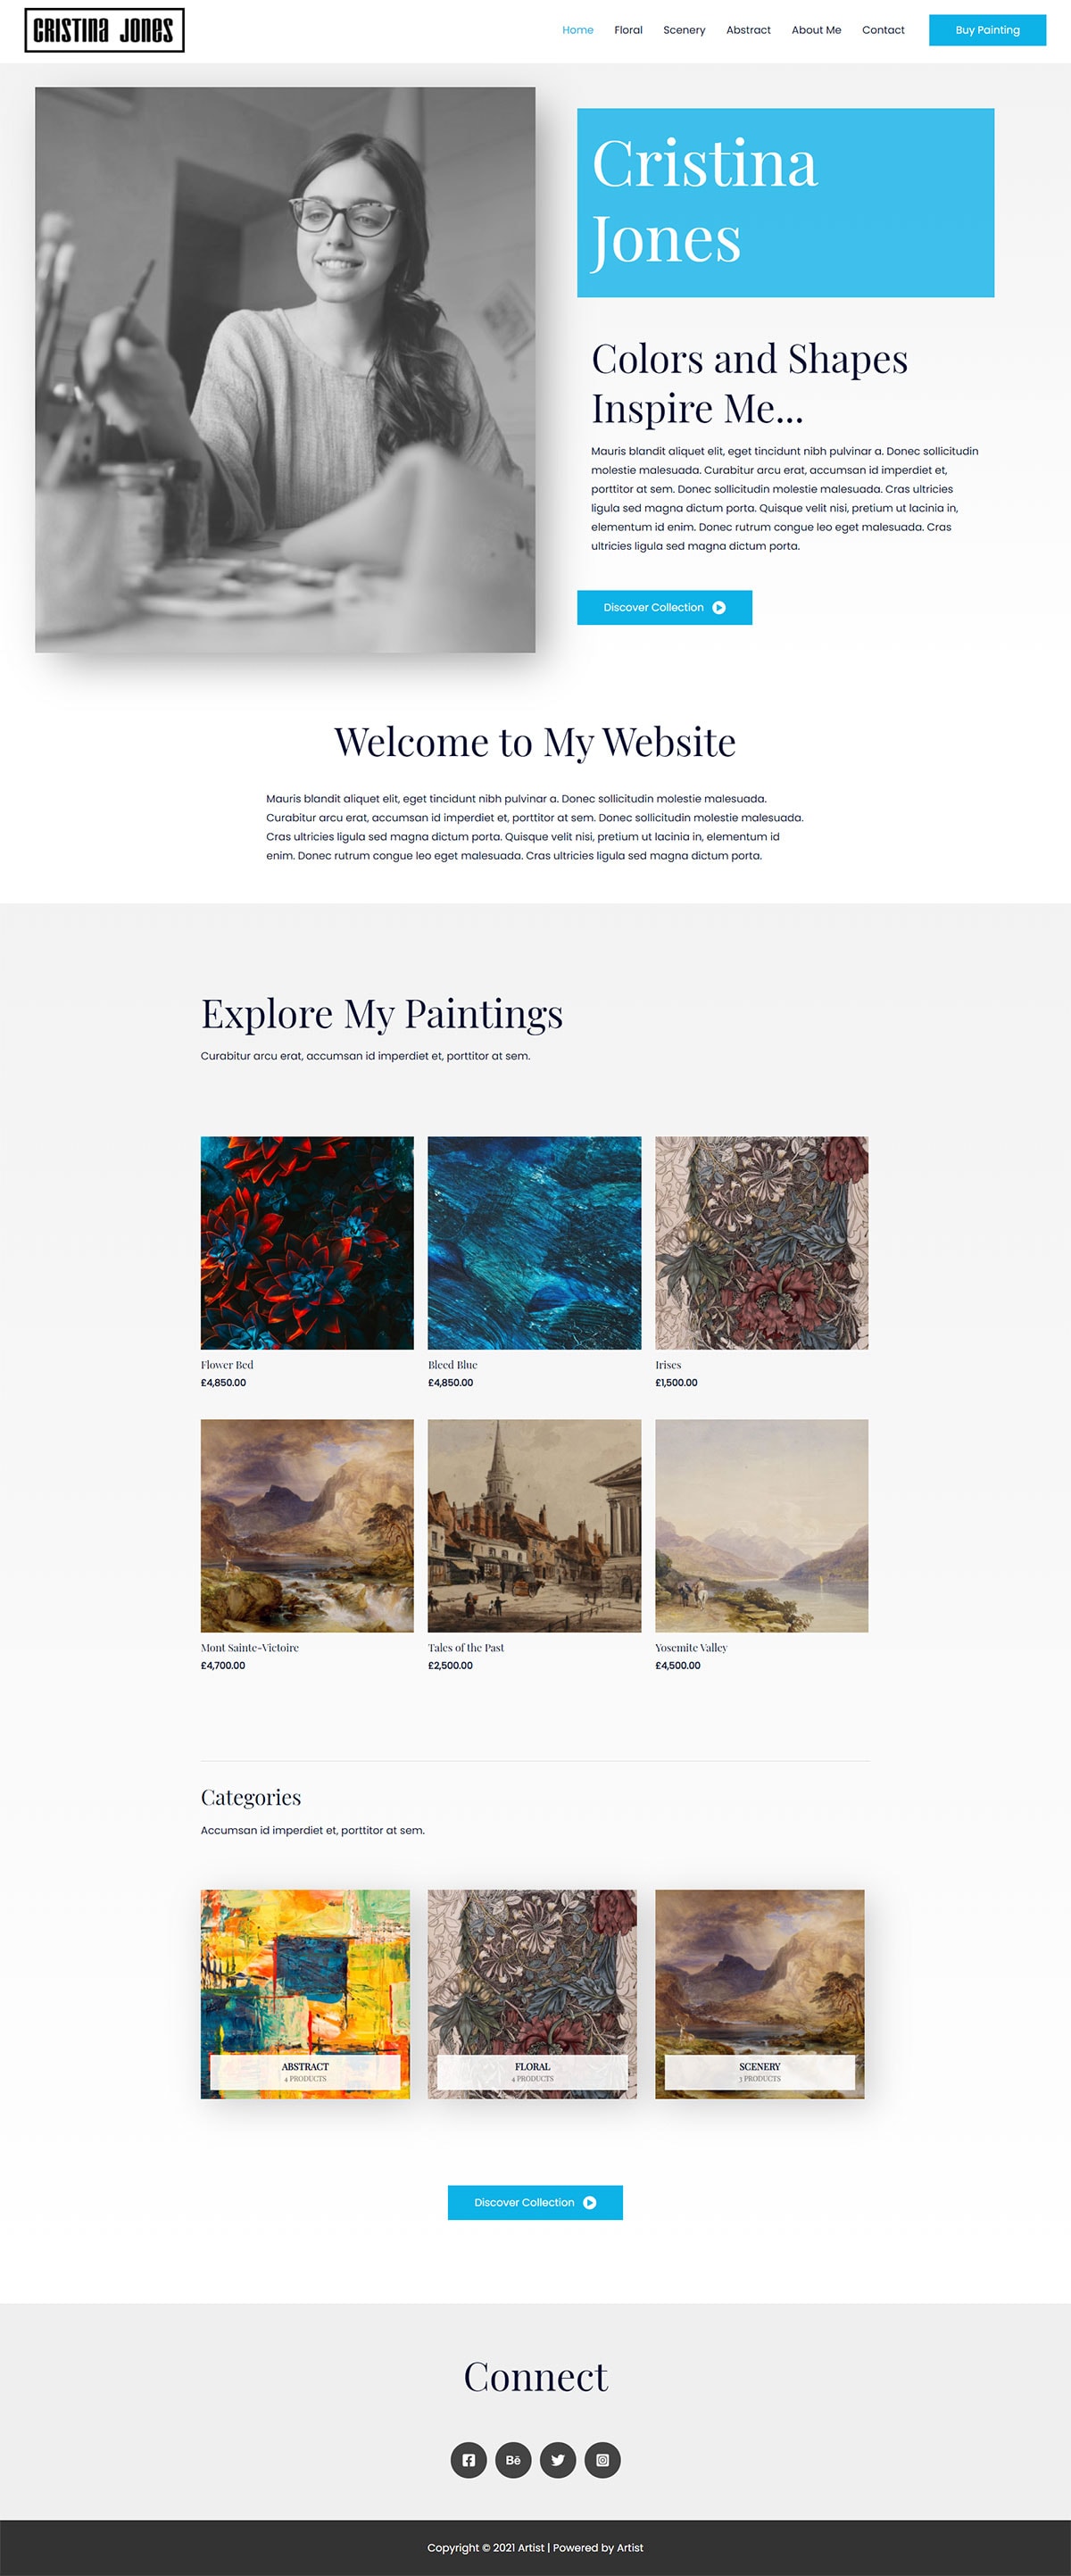 CRISTINA JONES
Home Floral Scenery Abstract About Me Contact Buy Painting
Cristina
Jones
Colors and Shapes
Inspire Me...
Mauris blandit aliquet elit, eget tincidunt nibh pulvinar a. Donec sollicitudin
molestie malesuada. Curabitur arcu erat, accumsan id imperdiet et,
porttitor at sem. Donec sollicitudin molestie malesuada. Cras ultricies
ligula sed magna dictum porta. Quisque velit nisi, pretium ut lacinia in,
elementum id enim. Donec rutrum congue leo eget malesuada. Cras
ultricies ligula sed magna dictum porta.
Discover Collection
Welcome to My Website
Mauris blandit aliquet elit, eget tincidunt nibh pulvinar a. Donec sollicitudin molestie malesuada.
Curabitur arcu erat, accumsan id imperdiet et, porttitor at sem. Donec sollicitudin molestie malesuada.
Cras ultricies ligula sed magna dictum porta. Quisque velit nisi, pretium ut lacinia in, elementum id
enim. Donec rutrum congue leo eget malesuada. Cras ultricies ligula sed magna dictum porta.
Explore My Paintings
Curabitur arcu erat, accumsan id imperdiet et, porttitor at sem.
Flower Bed
£4,850.00
Bleed Blue
£4,850.00
Irises
£1,500.00
Mont Sainte-Victoire
£4,700.00
Tales of the Past
£2,500.00
Yosemite Valley
£4,500.00
Categories
Accumsan id imperdiet et, porttitor at sem.
ABSTRACT
4 PRODUCTS
FLORAL
4 PRODUCTS
SCENERY
3 PRODUCTS
Discover Collection
Connect
Bē
Copyright © 2021 Artist | Powered by Artist